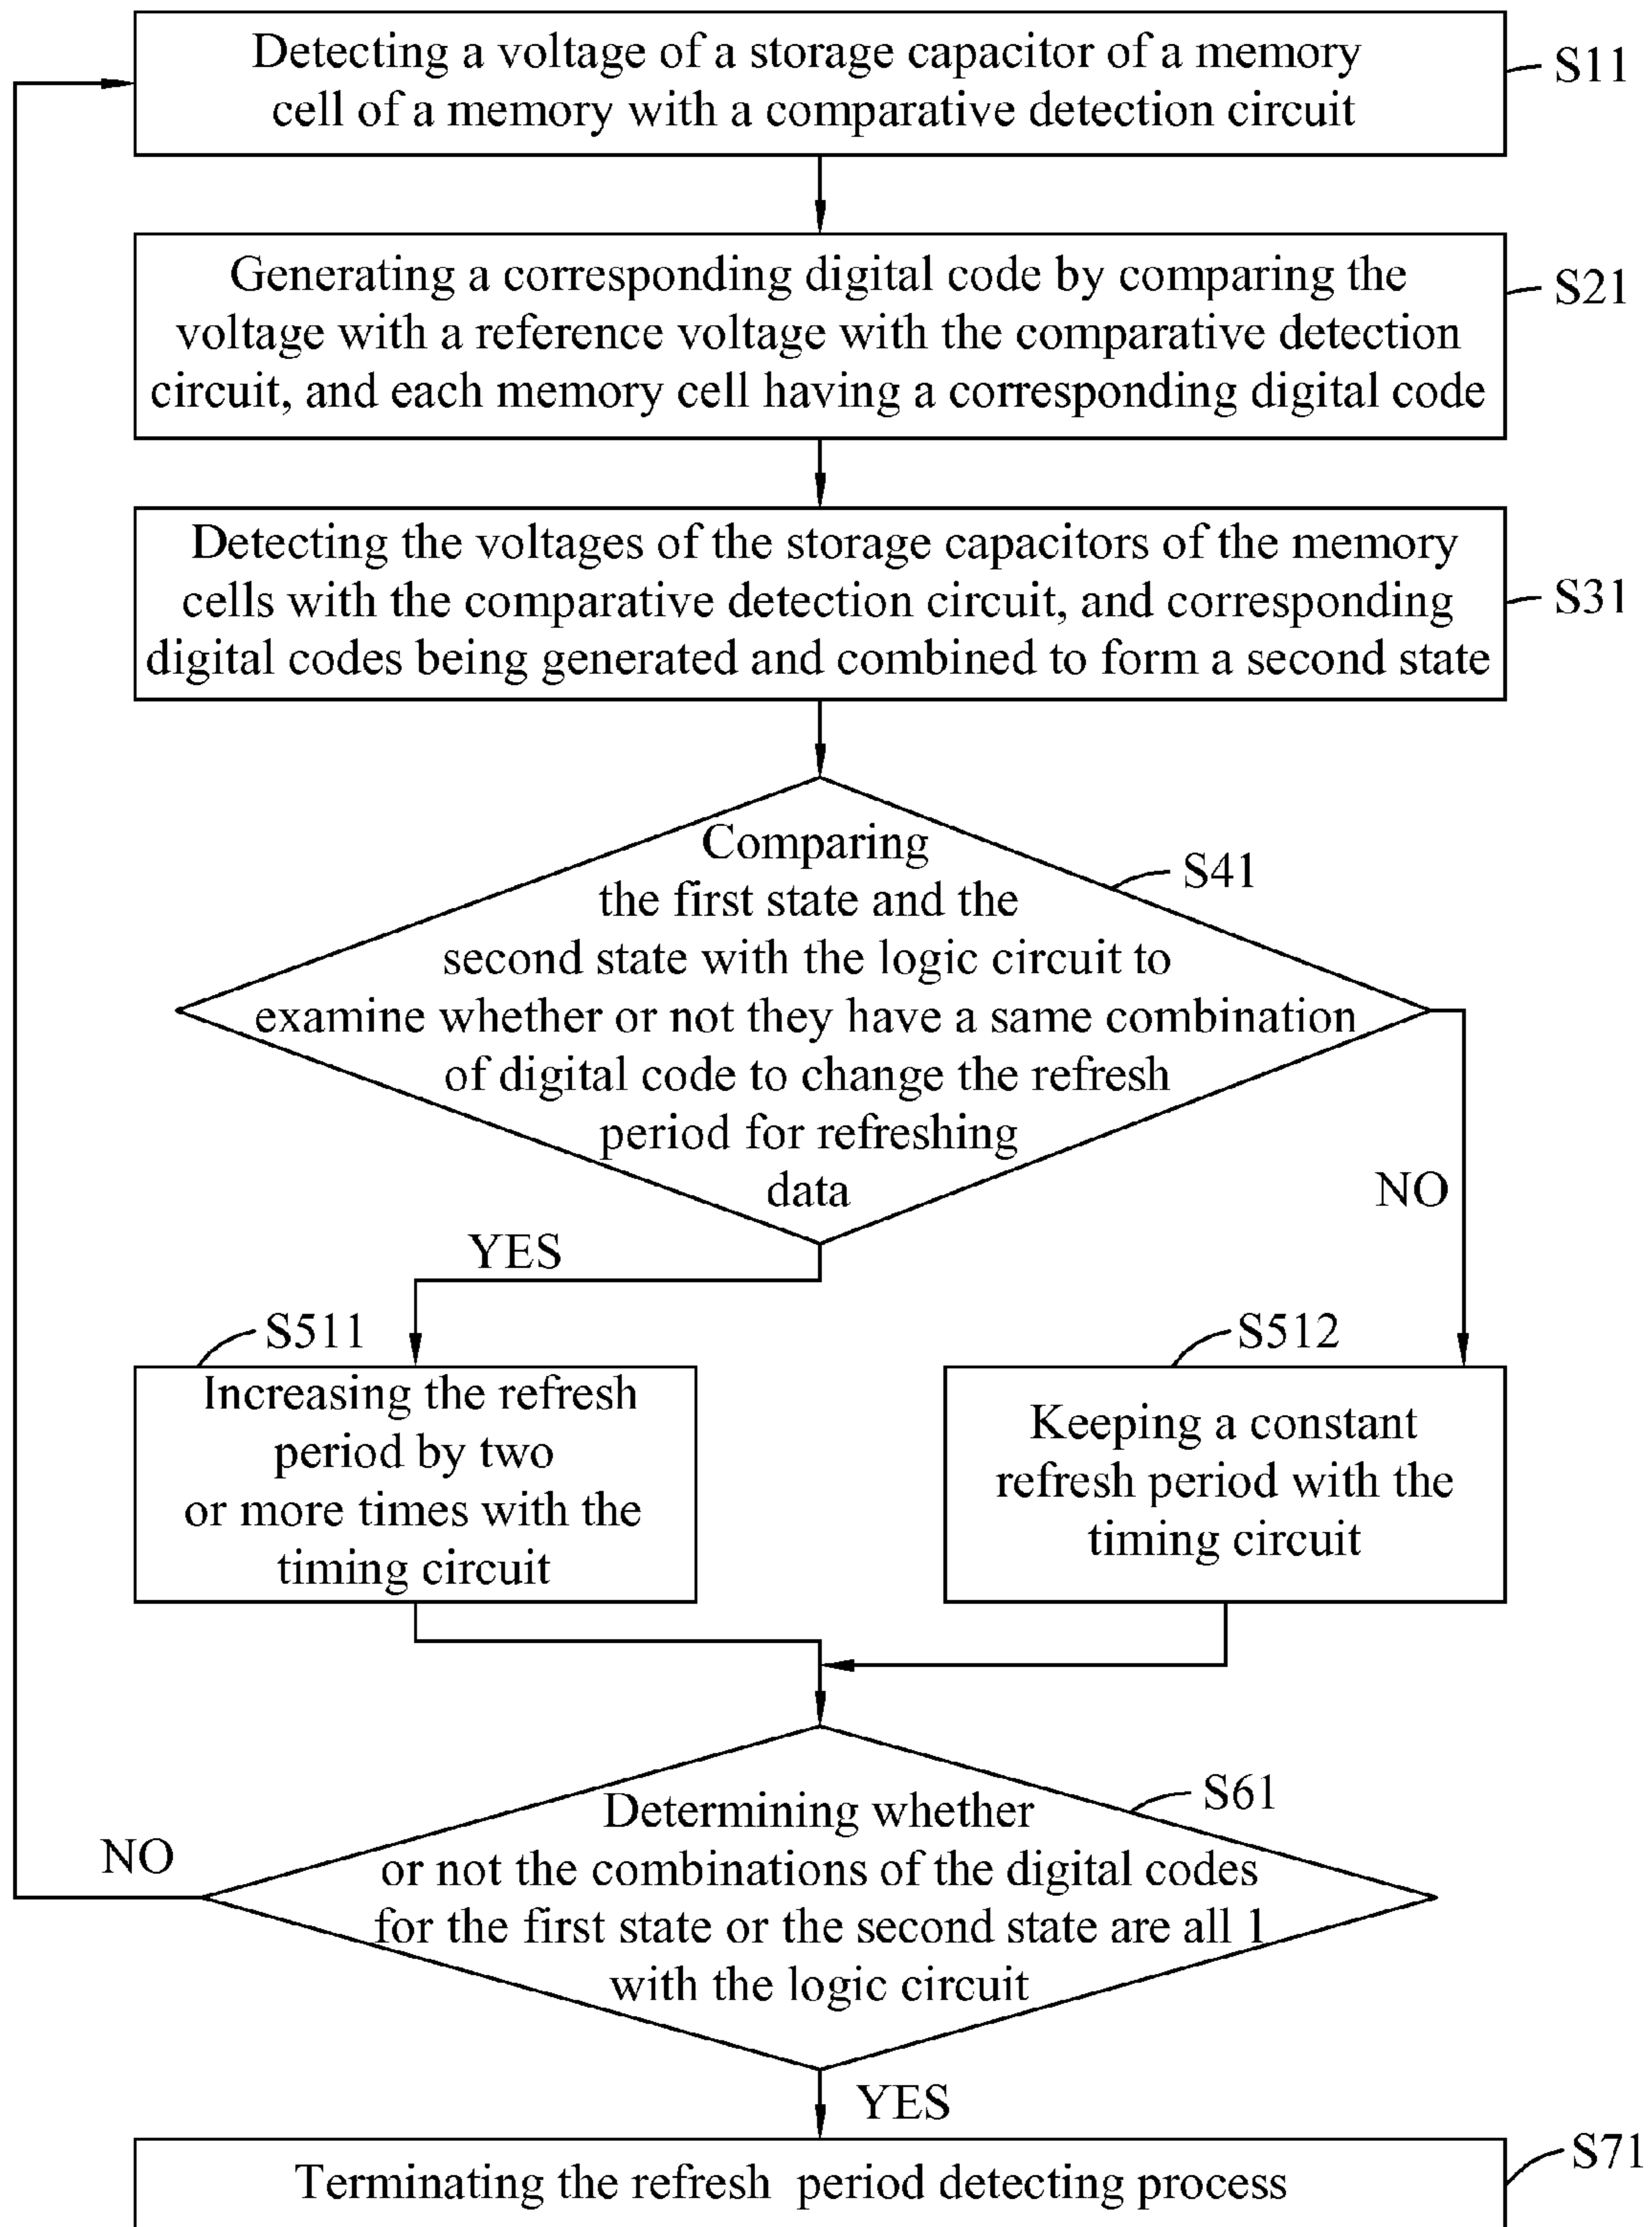 Detecting a voltage of a storage capacitor of a memory
cell of a memory with a comparative detection circuit
S11
Generating a corresponding digital code by comparing the
voltage with a reference voltage with the comparative detection
circuit, and each memory cell having a corresponding digital code
S21
Detecting the voltages of the storage capacitors of the memory
cells with the comparative detection circuit, and corresponding
digital codes being generated and combined to form a second state
S31
Comparing
the first state and the
second state with the logic circuit to
examine whether or not they have a same combination
of digital code to change the refresh
period for refreshing
data
S41
NO
YES
S511
Increasing the refresh
period by two
or more times with the
timing circuit
S512
Keeping a constant
refresh period with the
timing circuit
Determining whether
or not the combinations of the digital codes
for the first state or the second state are all 1
with the logic circuit
S61
NO
YES
Terminating the refresh period detecting process
S71